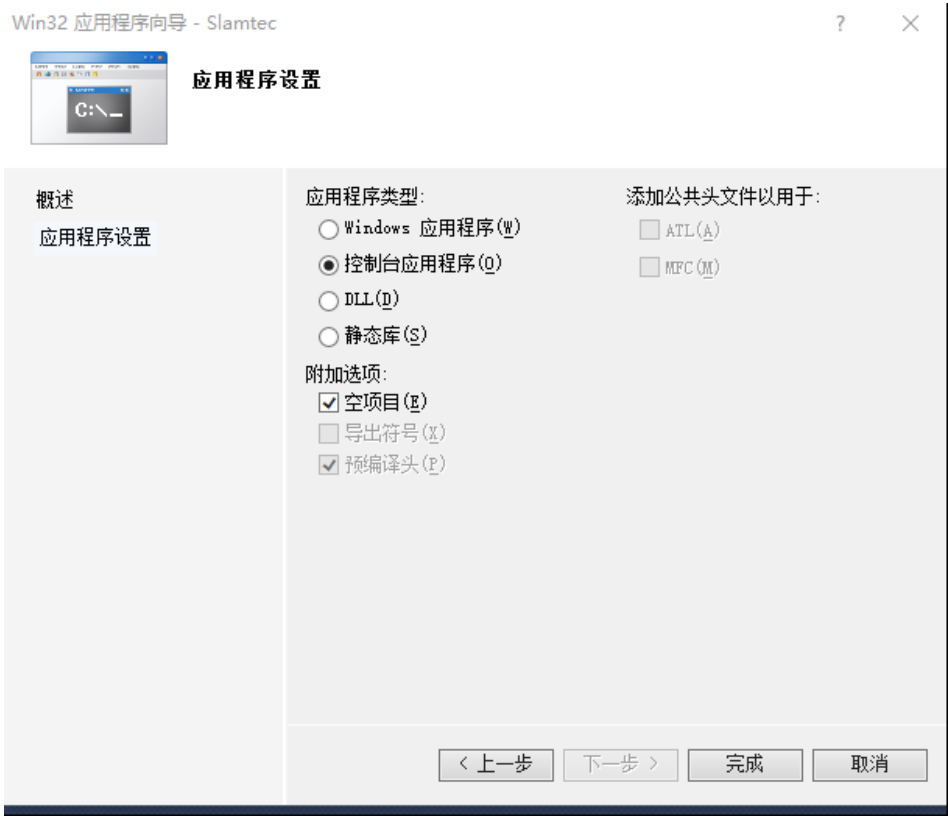 Win32 应用程序向导 - Slamtec
?
C:\_
应用程序设置
概述
应用程序设置
应用程序类型:
Windows 应用程序(W)
控制台应用程序(O)
DLL(D)
静态库(S)
附加选项:
空项目(E)
导出符号(X)
预编译头(P)
添加公共头文件以用于:
ATL(A)
MFC(M)
< 上一步
下一步 >
完成
取消